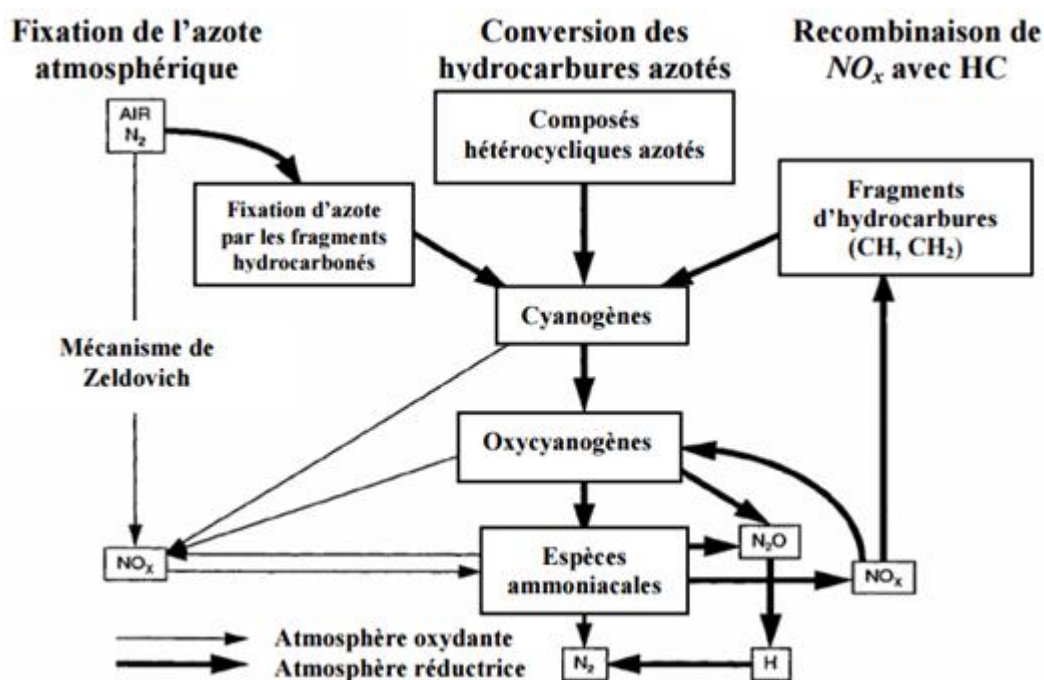 Fixation de l'azote
atmosphérique
Conversion des
hydrocarbures azotés
Recombinaison de
NOₓ avec HC
AIR
N₂
Composés
hétérocycliques azotés
Fixation d'azote
par les fragments
hydrocarbonés
Fragments
d'hydrocarbures
(CH, CH₂)
Cyanogènes
Mécanisme de
Zeldovich
Oxycyanogènes
NOₓ
Espèces
ammoniacales
N₂O
NOₓ
Atmosphère oxydante
Atmosphère réductrice
N₂
H